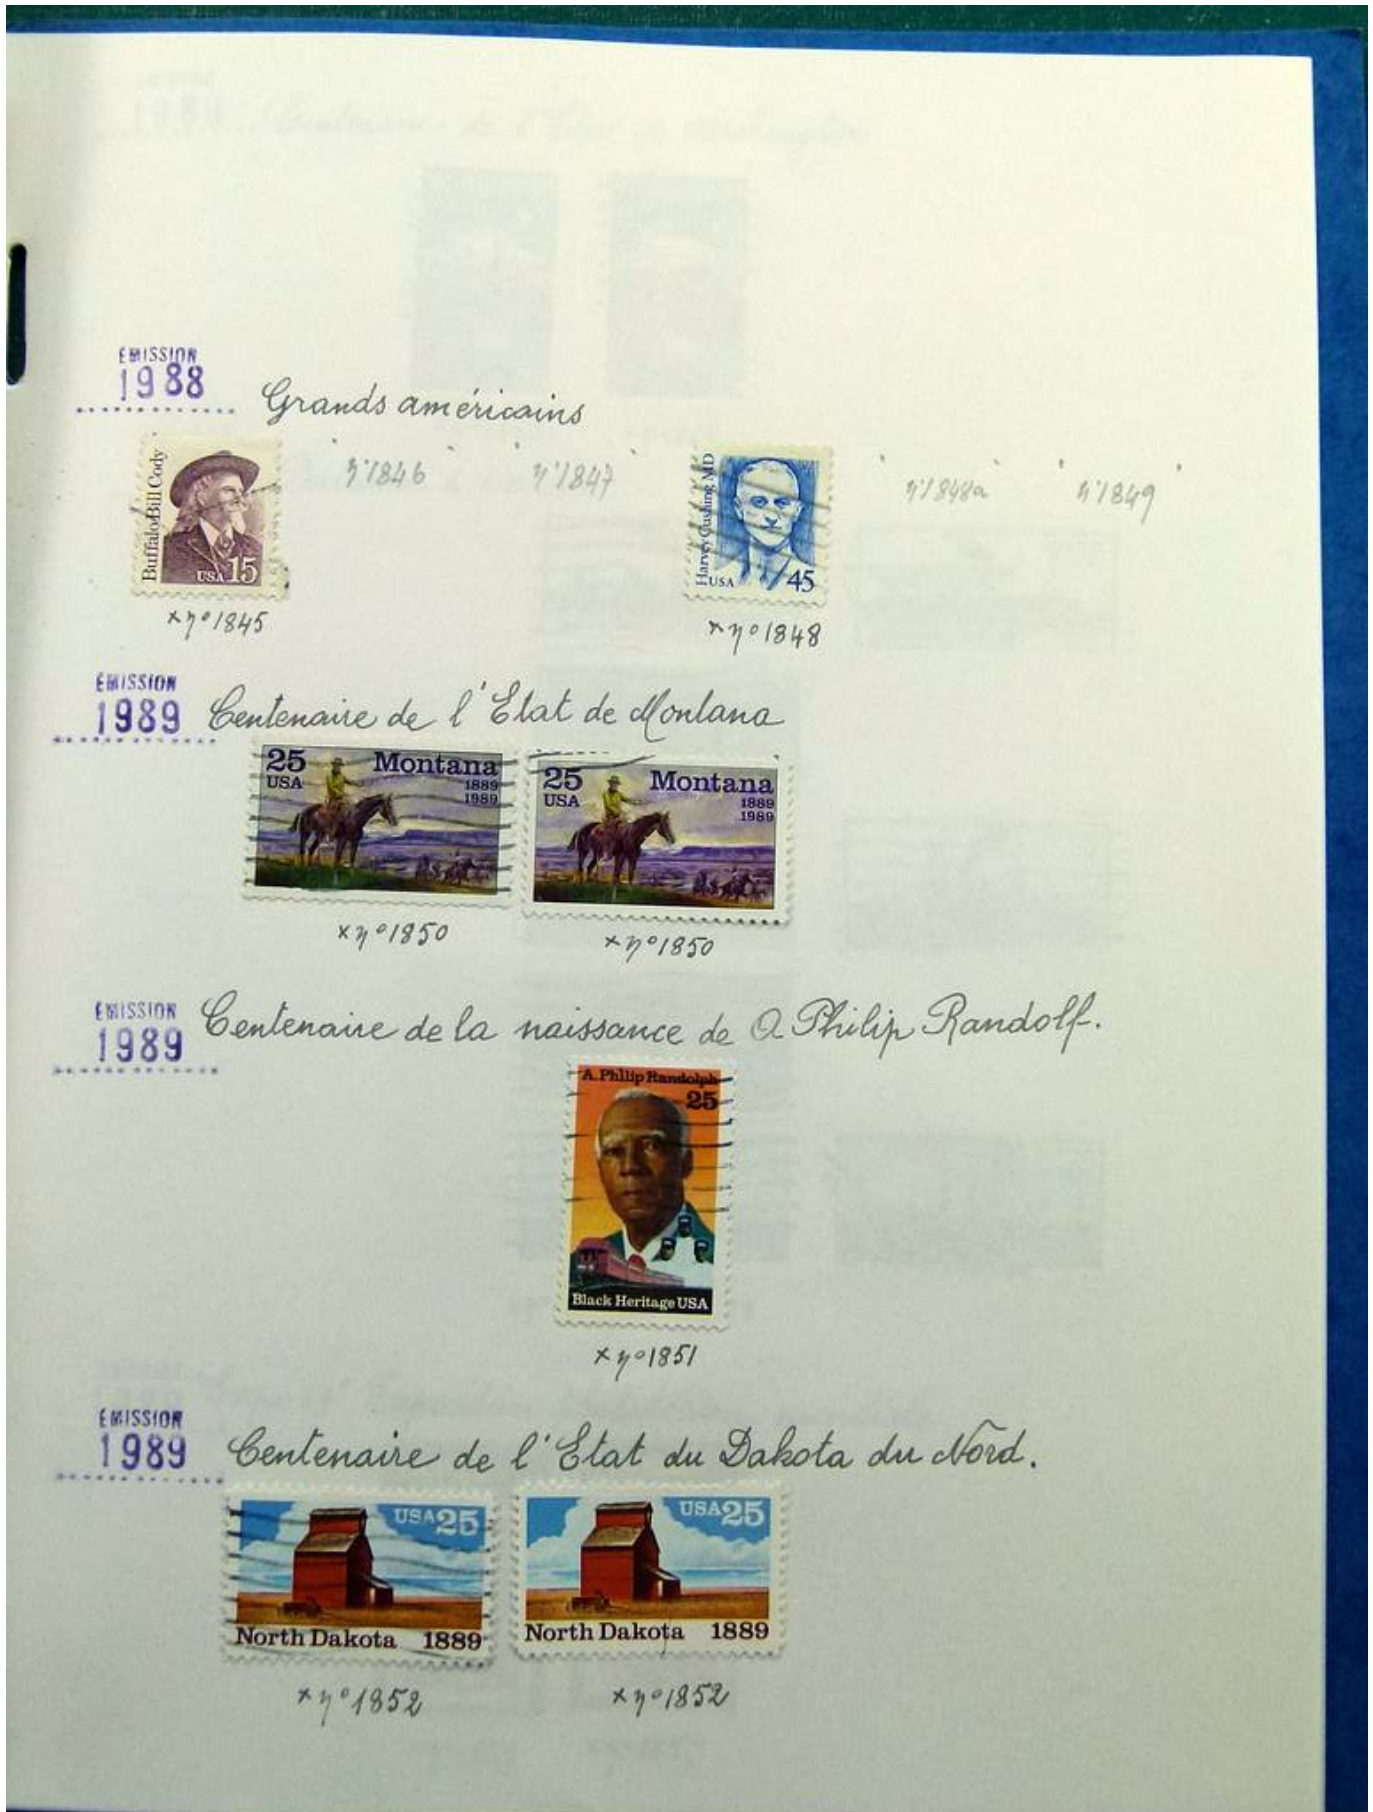 ÉMISSION
1988
Grands américains
Buffalo Bill Cody
USA 15
n°1846
n°1847
Harvey Cushing MD
USA 45
n°1848a
n°1849
x n°1845
x n°1848
ÉMISSION
1989
Centenaire de l'Etat de Montana
25
USA
Montana
1889
1989
25
USA
Montana
1889
1989
x n°1850
x n°1850
ÉMISSION
1989
Centenaire de la naissance de A Philip Randolf.
A. Philip Randolph
25
Black Heritage USA
x n°1851
ÉMISSION
1989
Centenaire de l'Etat du Dakota du Nord.
USA 25
North Dakota 1889
USA 25
North Dakota 1889
x n°1852
x n°1852